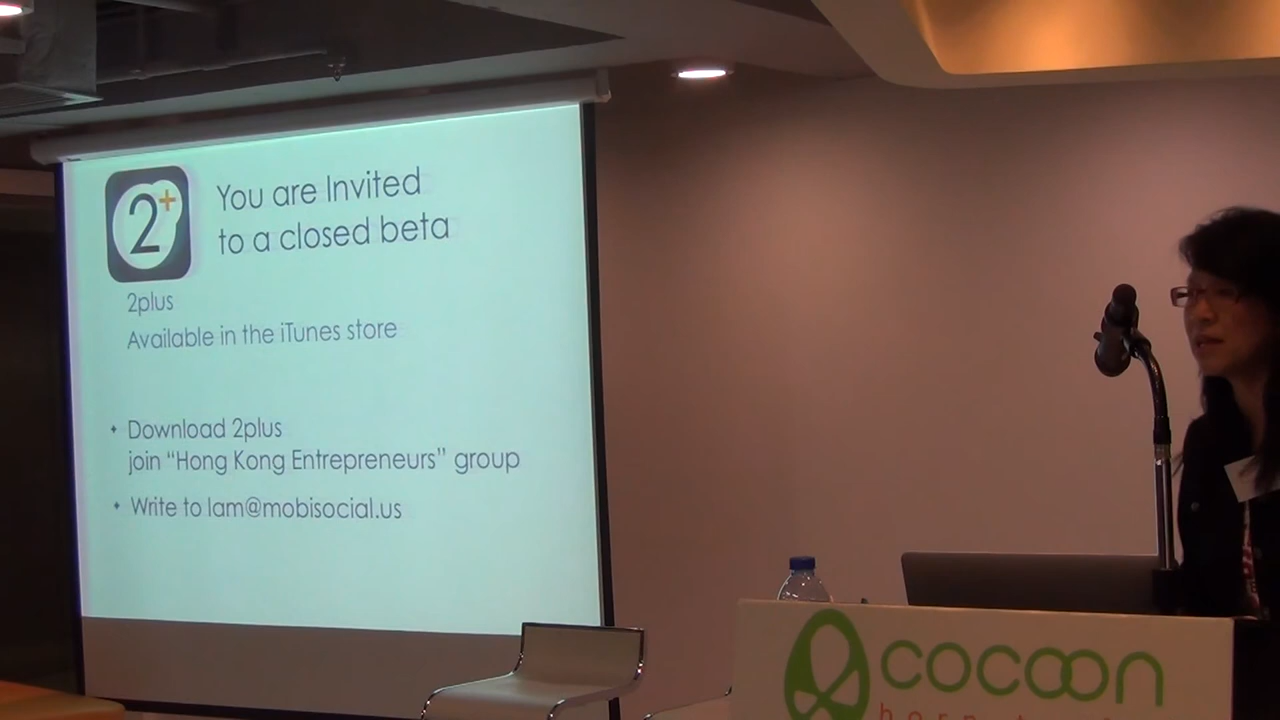 2+
You are Invited
to a closed beta
2plus
Available in the iTunes store
Download 2plus
join “Hong Kong Entrepreneurs” group
Write to lam@mobisocial.us
cocoon